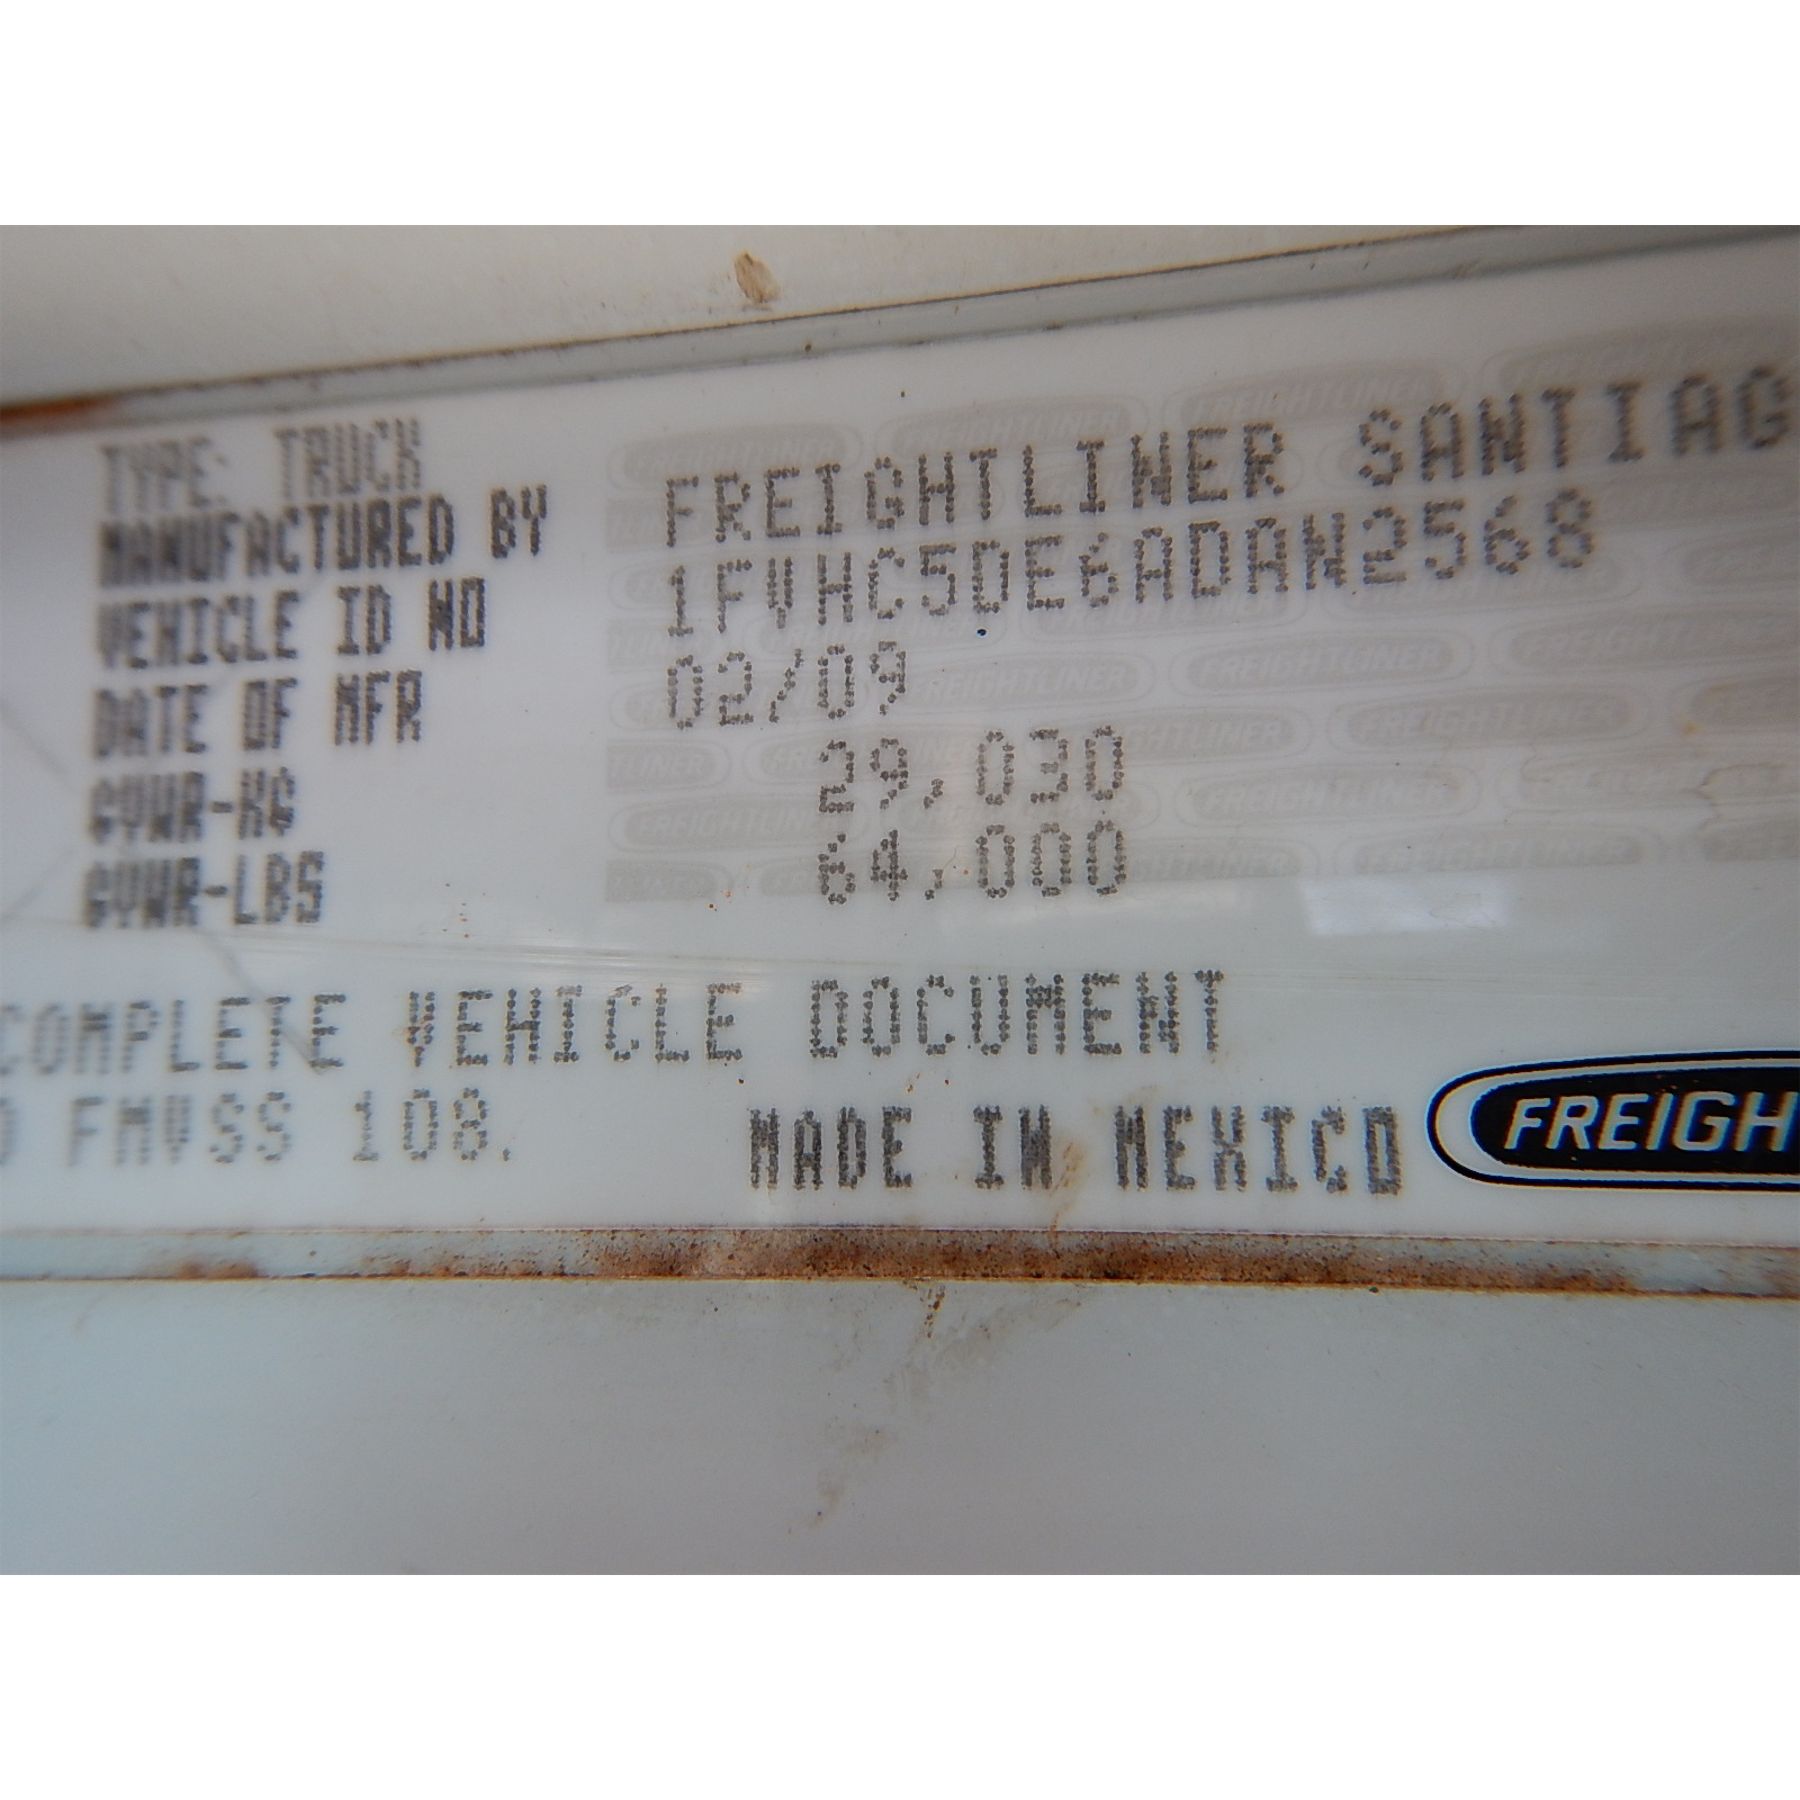 TYPE: TRUCK
MANUFACTURED BY FREIGHTLINER SANTIAG
VEHICLE ID NO 1FVHC5DE6ADAN2568
DATE OF MFR 02/09
GVWR-KG 29,030
GVWR-LBS 64,000
COMPLETE VEHICLE DOCUMENT
O FMVSS 108.
MADE IN MEXICO
FREIGH